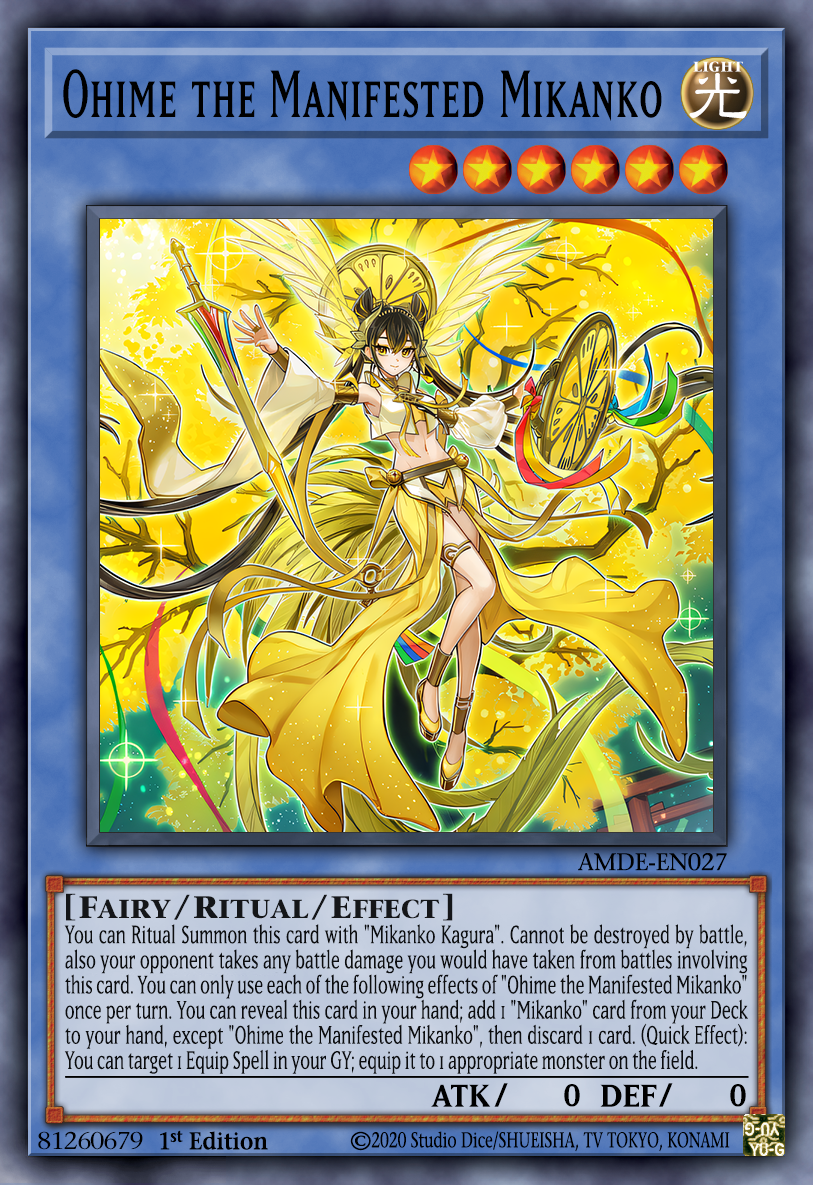 OHIME THE MANIFESTED MIKANKO
LIGHT
光
AMDE-EN027
[FAIRY/RITUAL/EFFECT]
You can Ritual Summon this card with "Mikanko Kagura". Cannot be destroyed by battle,
also your opponent takes any battle damage you would have taken from battles involving
this card. You can only use each of the following effects of "Ohime the Manifested Mikanko"
once per turn. You can reveal this card in your hand; add 1 "Mikanko" card from your Deck
to your hand, except "Ohime the Manifested Mikanko", then discard 1 card. (Quick Effect):
You can target 1 Equip Spell in your GY; equip it to 1 appropriate monster on the field.
ATK/ 0 DEF/ 0
81260679 1st Edition ©2020 Studio Dice/SHUEISHA, TV TOKYO, KONAMI
YU-G
YU-G